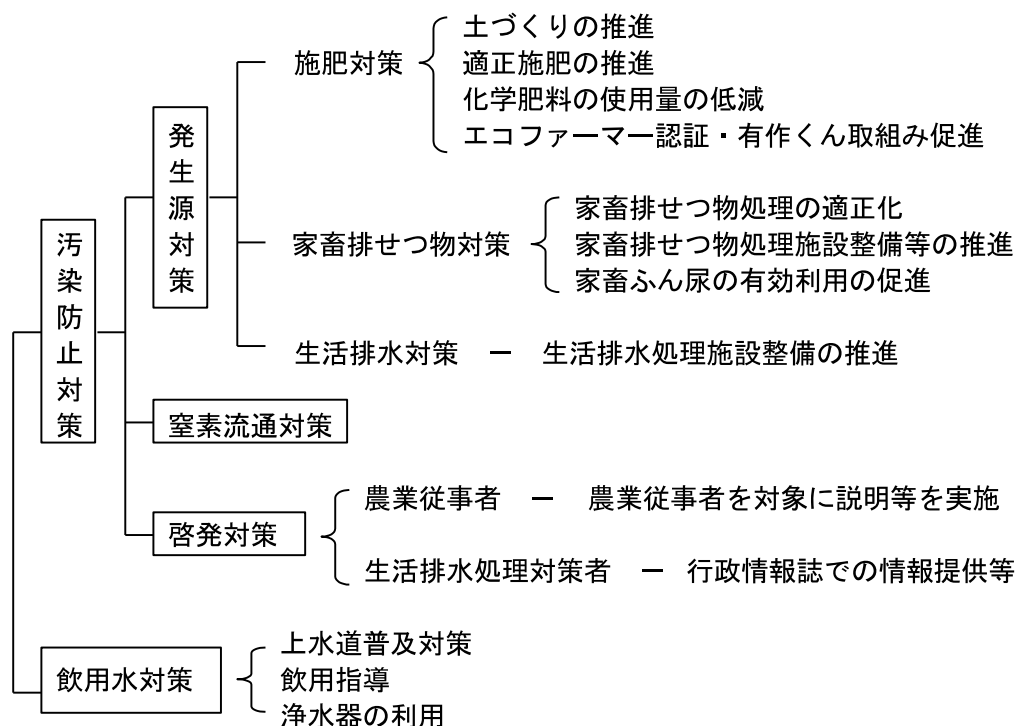 土づくりの推進
施肥対策
適正施肥の推進
化学肥料の使用量の低減
エコファーマー認証・有作くん取組み促進
発生源対策
家畜排せつ物処理の適正化
家畜排せつ物対策
家畜排せつ物処理施設整備等の推進
家畜ふん尿の有効利用の促進
汚染防止対策
生活排水対策 － 生活排水処理施設整備の推進
窒素流通対策
農業従事者 － 農業従事者を対象に説明等を実施
啓発対策
生活排水処理対策者 － 行政情報誌での情報提供等
上水道普及対策
飲用水対策
飲用指導
浄水器の利用